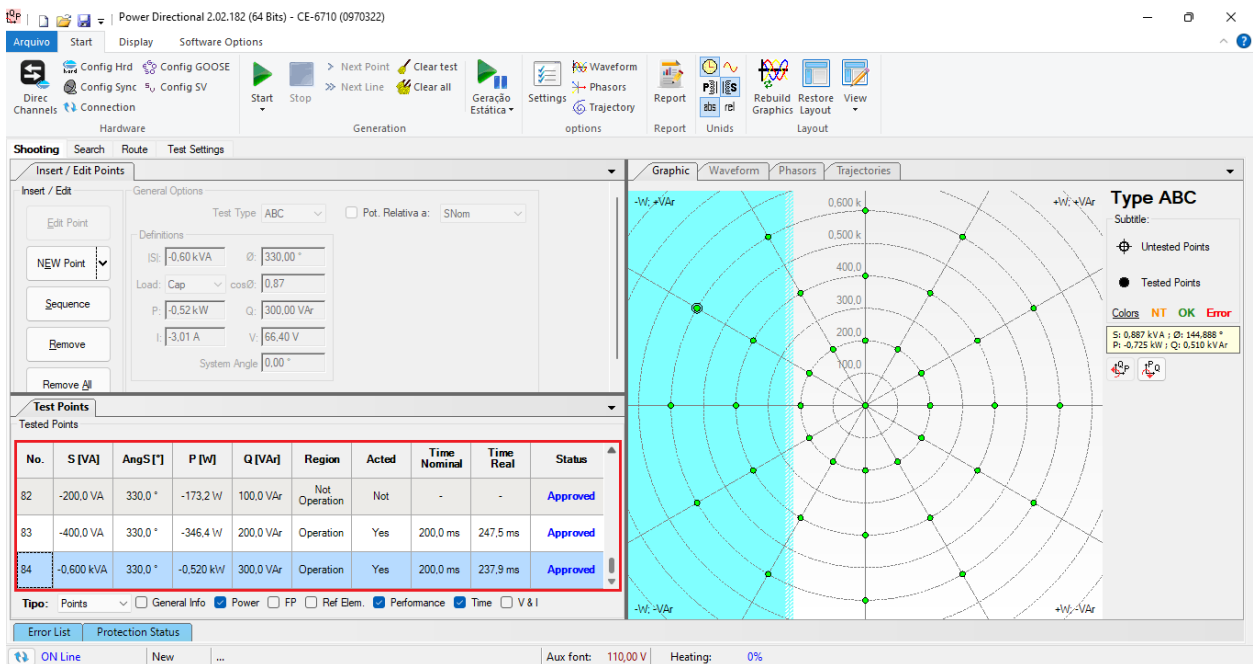 Power Directional 2.02.182 (64 Bits) - CE-6710 (0970322)
Arquivo Start Display Software Options
Config Hrd Config GOOSE
Config Sync Config SV
Connection
Direc Channels
Hardware
Start
Stop
Next Point Clear test
Next Line Clear all
Geração Estática
Generation
Settings
Waveform
Phasors
Trajectory
options
Report
Report
abs rel
Unids
Rebuild Graphics
Restore Layout
View
Layout
Shooting Search Route Test Settings
Insert / Edit Points
Insert / Edit
Edit Point
NEW Point
Sequence
Remove
Remove All
General Options
Test Type ABC Pot. Relativa a: SNom
Definitions
|S|: -0,60 kVA Ø: 330,00 °
Load: Cap cosØ: 0,87
P: -0,52 kW Q: 300,00 VAr
I: -3,01 A V: 66,40 V
System Angle 0,00 °
Test Points
Tested Points
No. S [VA] AngS [°] P [W] Q [VAr] Region Acted Time Nominal Time Real Status
82 -200,0 VA 330,0 ° -173,2 W 100,0 VAr Not Operation Not - - Approved
83 -400,0 VA 330,0 ° -346,4 W 200,0 VAr Operation Yes 200,0 ms 247,5 ms Approved
84 -0,600 kVA 330,0 ° -0,520 kW 300,0 VAr Operation Yes 200,0 ms 237,9 ms Approved
Tipo: Points General Info Power FP Ref Elem. Performance Time V & I
Graphic Waveform Phasors Trajectories
-W; +VAr
+W; +VAr
0,600 k
0,500 k
400,0
300,0
200,0
100,0
-W; -VAr
+W; -VAr
Type ABC
Subtitle:
Untested Points
Tested Points
Colors NT OK Error
S: 0,887 kVA ; Ø: 144,888 °
P: -0,725 kW ; Q: 0,510 kVAr
Error List Protection Status
ON Line New ... Aux font: 110,00 V Heating: 0%